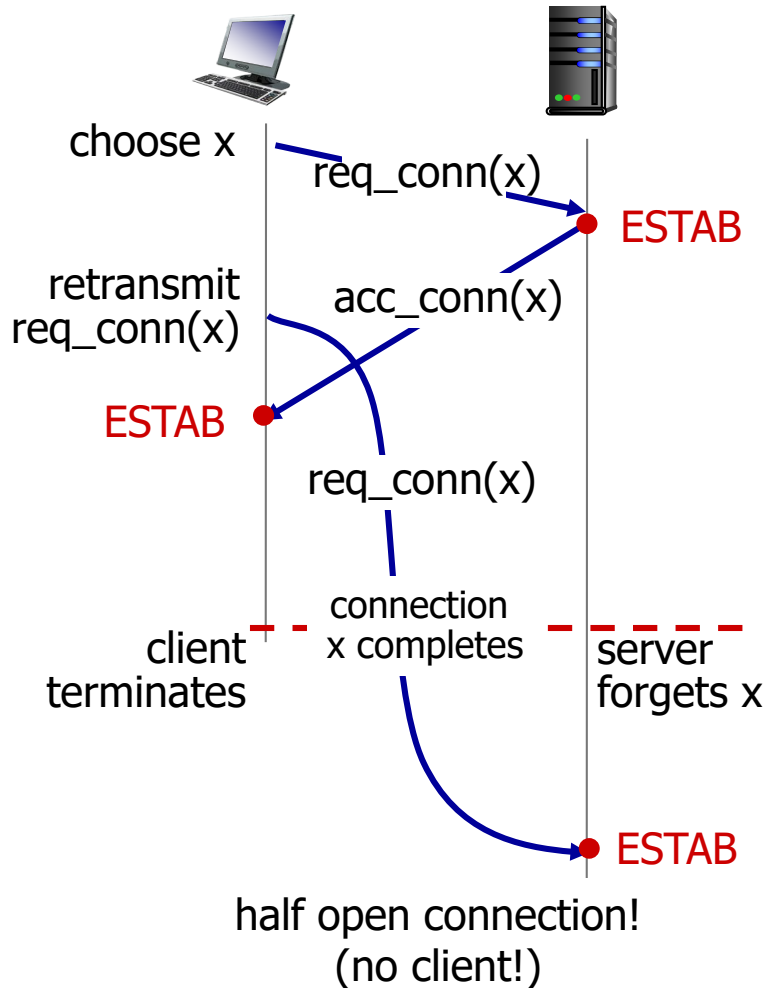 choose x
req_conn(x)
ESTAB
retransmit
req_conn(x)
acc_conn(x)
ESTAB
req_conn(x)
connection
x completes
client
terminates
server
forgets x
ESTAB
half open connection!
(no client!)